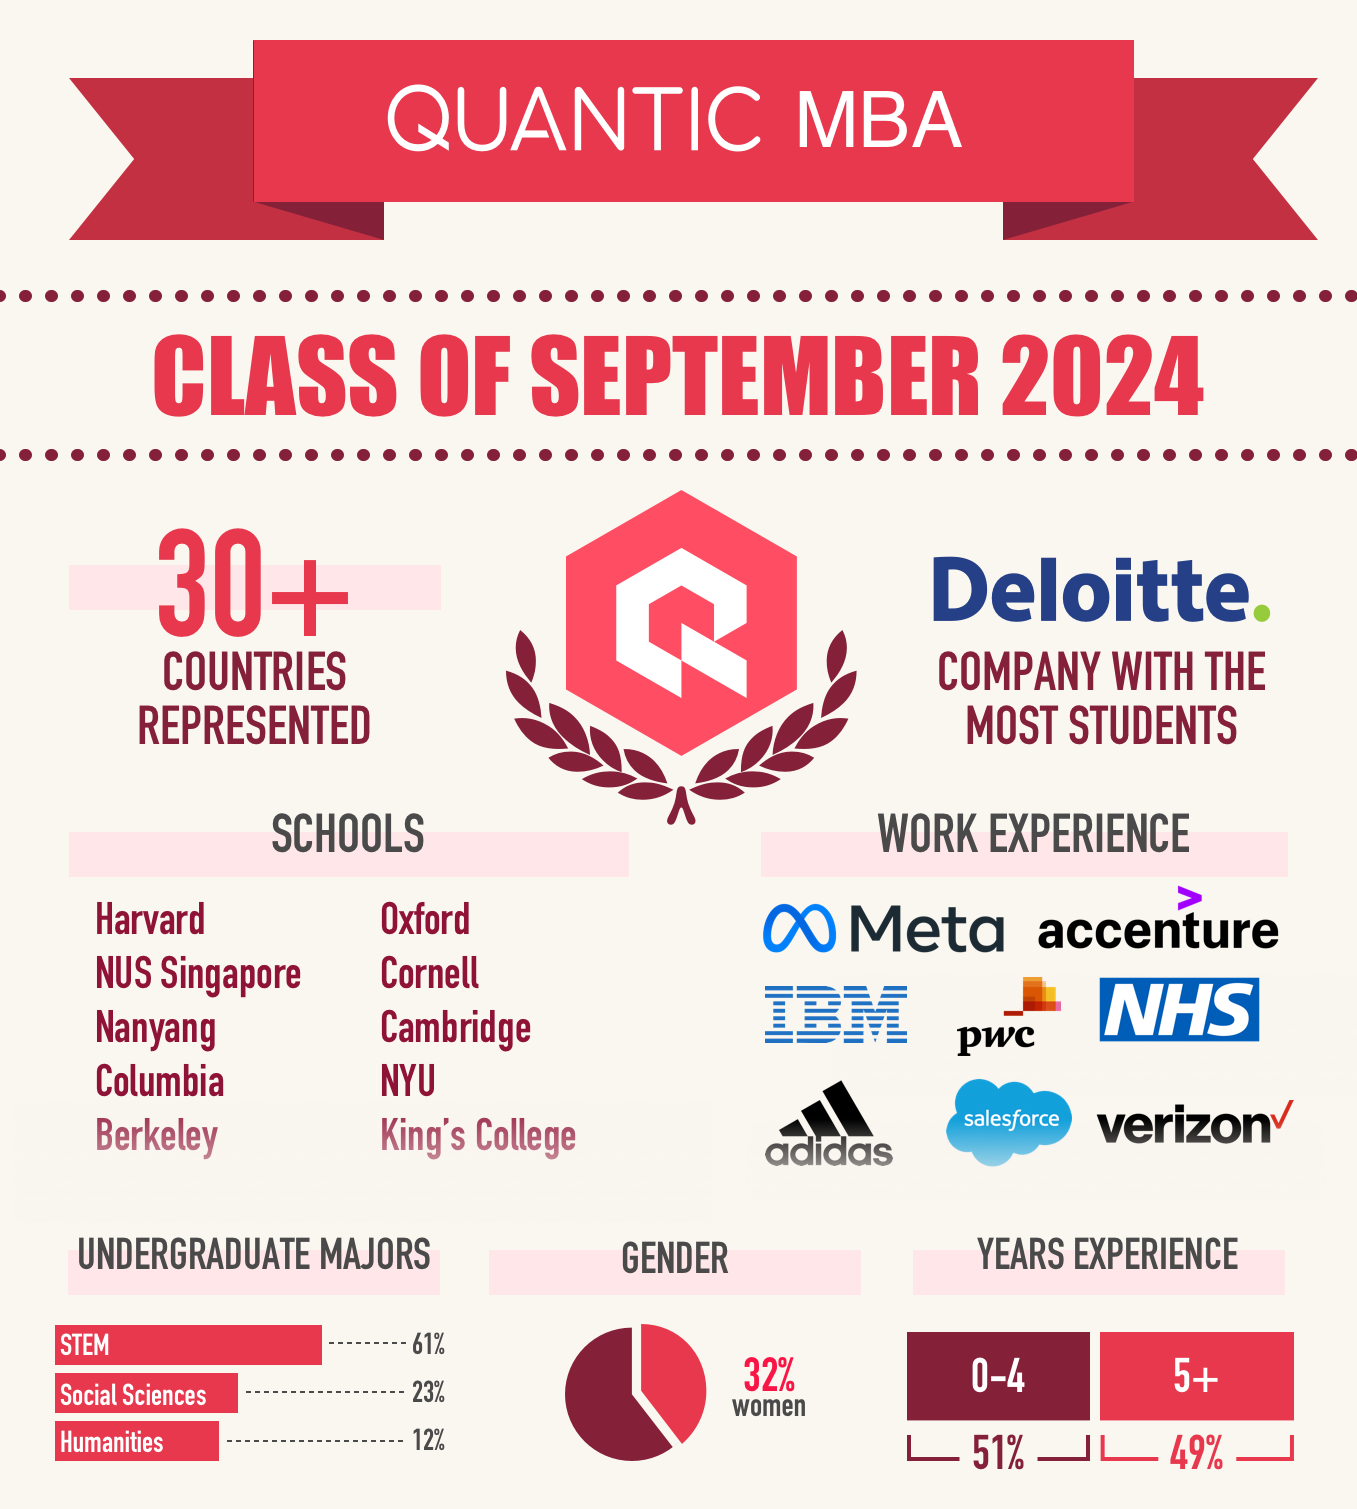 QUANTIC MBA
CLASS OF SEPTEMBER 2024
30+
COUNTRIES
REPRESENTED
Deloitte.
COMPANY WITH THE
MOST STUDENTS
SCHOOLS
Harvard
NUS Singapore
Nanyang
Columbia
Berkeley
Oxford
Cornell
Cambridge
NYU
King's College
WORK EXPERIENCE
Meta
accenture
IBM
pwc
NHS
adidas
salesforce
verizon
UNDERGRADUATE MAJORS
STEM 61%
Social Sciences 23%
Humanities 12%
GENDER
32%
women
YEARS EXPERIENCE
0-4 5+
51% 49%